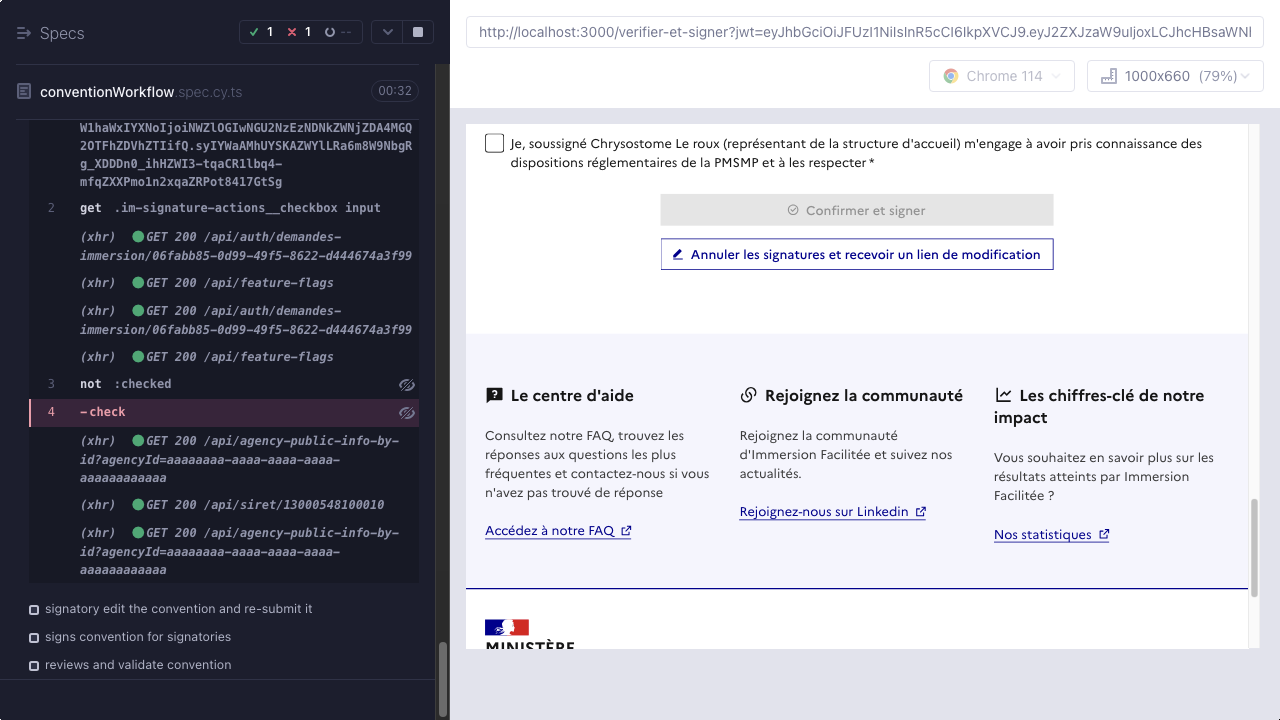 Specs
1
1
--
conventionWorkflow.spec.cy.ts
00:32
W1haWxIYXNoIjoiNWZlOGIwNGU2NzEzNDNkZWNjZDA4MGQ
2OTFhZDVhZTIifQ.syIYWaAMhUYSKAZWYlLRa6m8W9NbgR
g_XDDDn0_ihHZWI3-tqaCR1lbq4-
mfqZXXPmo1n2xqaZRPot8417GtSg
2 get .im-signature-actions__checkbox input
(xhr) GET 200 /api/auth/demandes-
immersion/06fabb85-0d99-49f5-8622-d444674a3f99
(xhr) GET 200 /api/feature-flags
(xhr) GET 200 /api/auth/demandes-
immersion/06fabb85-0d99-49f5-8622-d444674a3f99
(xhr) GET 200 /api/feature-flags
3 not :checked
4 -check
(xhr) GET 200 /api/agency-public-info-by-
id?agencyId=aaaaaaaa-aaaa-aaaa-aaaa-
aaaaaaaaaaaa
(xhr) GET 200 /api/siret/13000548100010
(xhr) GET 200 /api/agency-public-info-by-
id?agencyId=aaaaaaaa-aaaa-aaaa-aaaa-
aaaaaaaaaaaa
signatory edit the convention and re-submit it
signs convention for signatories
reviews and validate convention
http://localhost:3000/verifier-et-signer?jwt=eyJhbGciOiJFUzI1NiIsInR5cCI6IkpXVCJ9.eyJ2ZXJzaW9uIjoxLCJhcHBsaWNI
Chrome 114
1000x660 (79%)
Je, soussigné Chrysostome Le roux (représentant de la structure d'accueil) m'engage à avoir pris connaissance des
dispositions réglementaires de la PMSMP et à les respecter *
Confirmer et signer
Annuler les signatures et recevoir un lien de modification
Le centre d'aide
Consultez notre FAQ, trouvez les
réponses aux questions les plus
fréquentes et contactez-nous si vous
n'avez pas trouvé de réponse
Accédez à notre FAQ
Rejoignez la communauté
Rejoignez la communauté
d'Immersion Facilitée et suivez nos
actualités.
Rejoignez-nous sur Linkedin
Les chiffres-clé de notre
impact
Vous souhaitez en savoir plus sur les
résultats atteints par Immersion
Facilitée ?
Nos statistiques
MINISTÈRE